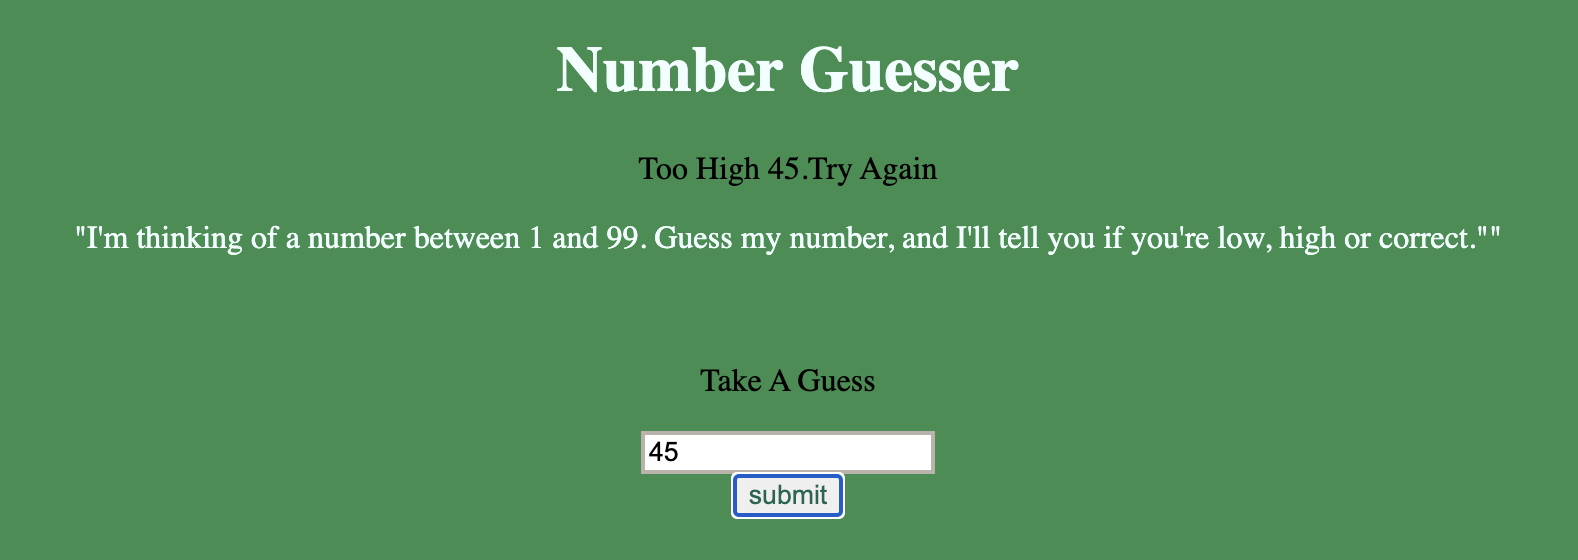 Number Guesser
Too High 45.Try Again
"I'm thinking of a number between 1 and 99. Guess my number, and I'll tell you if you're low, high or correct.""
Take A Guess
45
submit